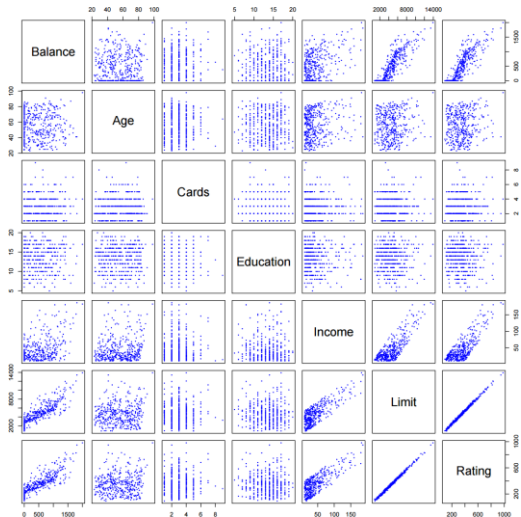 20 40 60 80 100
5 10 15 20
2000 8000 14000
Balance
0 500 1500
20 40 60 80 100
Age
Cards
2 4 6 8
5 10 15 20
Education
Income
50 100 150
2000 8000 14000
Limit
Rating
200 600 1000
0 500 1500
2 4 6 8
50 100 150
200 600 1000